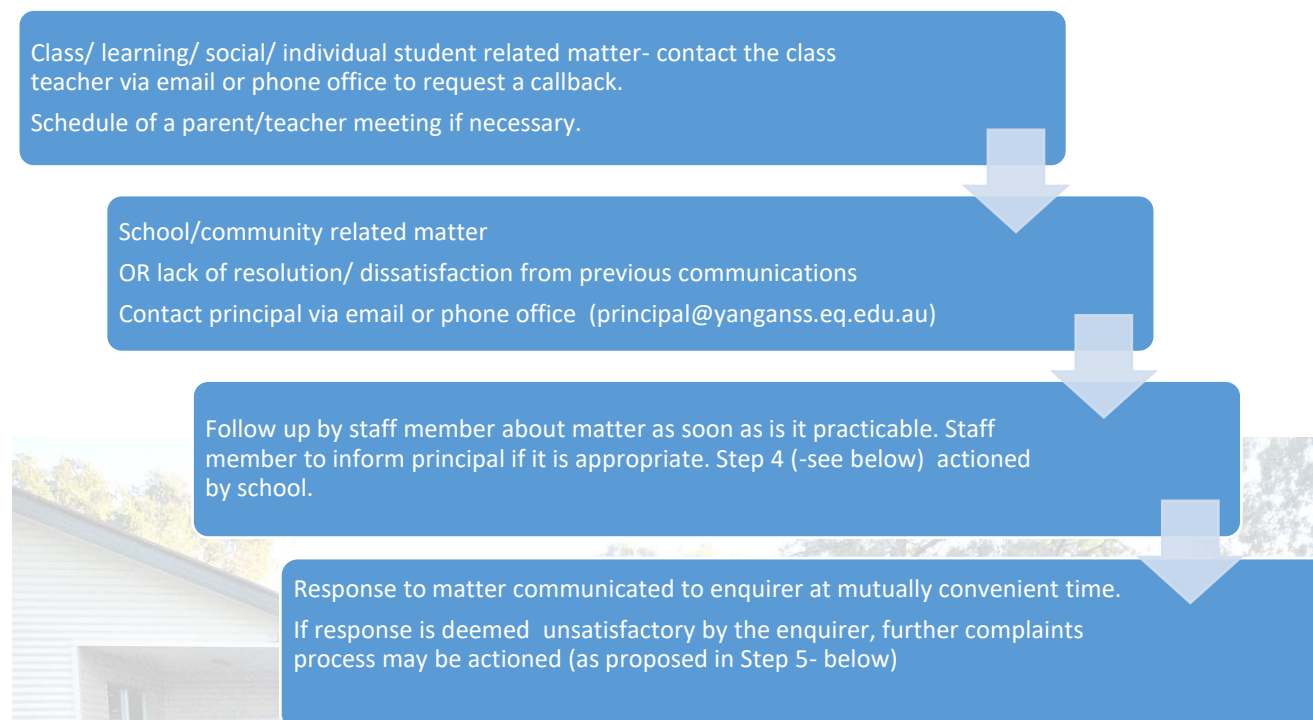 Class/ learning/ social/ individual student related matter- contact the class
teacher via email or phone office to request a callback.
Schedule of a parent/teacher meeting if necessary.
School/community related matter
OR lack of resolution/ dissatisfaction from previous communications
Contact principal via email or phone office  (principal@yanganss.eq.edu.au)
Follow up by staff member about matter as soon as is it practicable. Staff
member to inform principal if it is appropriate. Step 4 (-see below)  actioned
by school.
Response to matter communicated to enquirer at mutually convenient time.
If response is deemed  unsatisfactory by the enquirer, further complaints
process may be actioned (as proposed in Step 5- below)